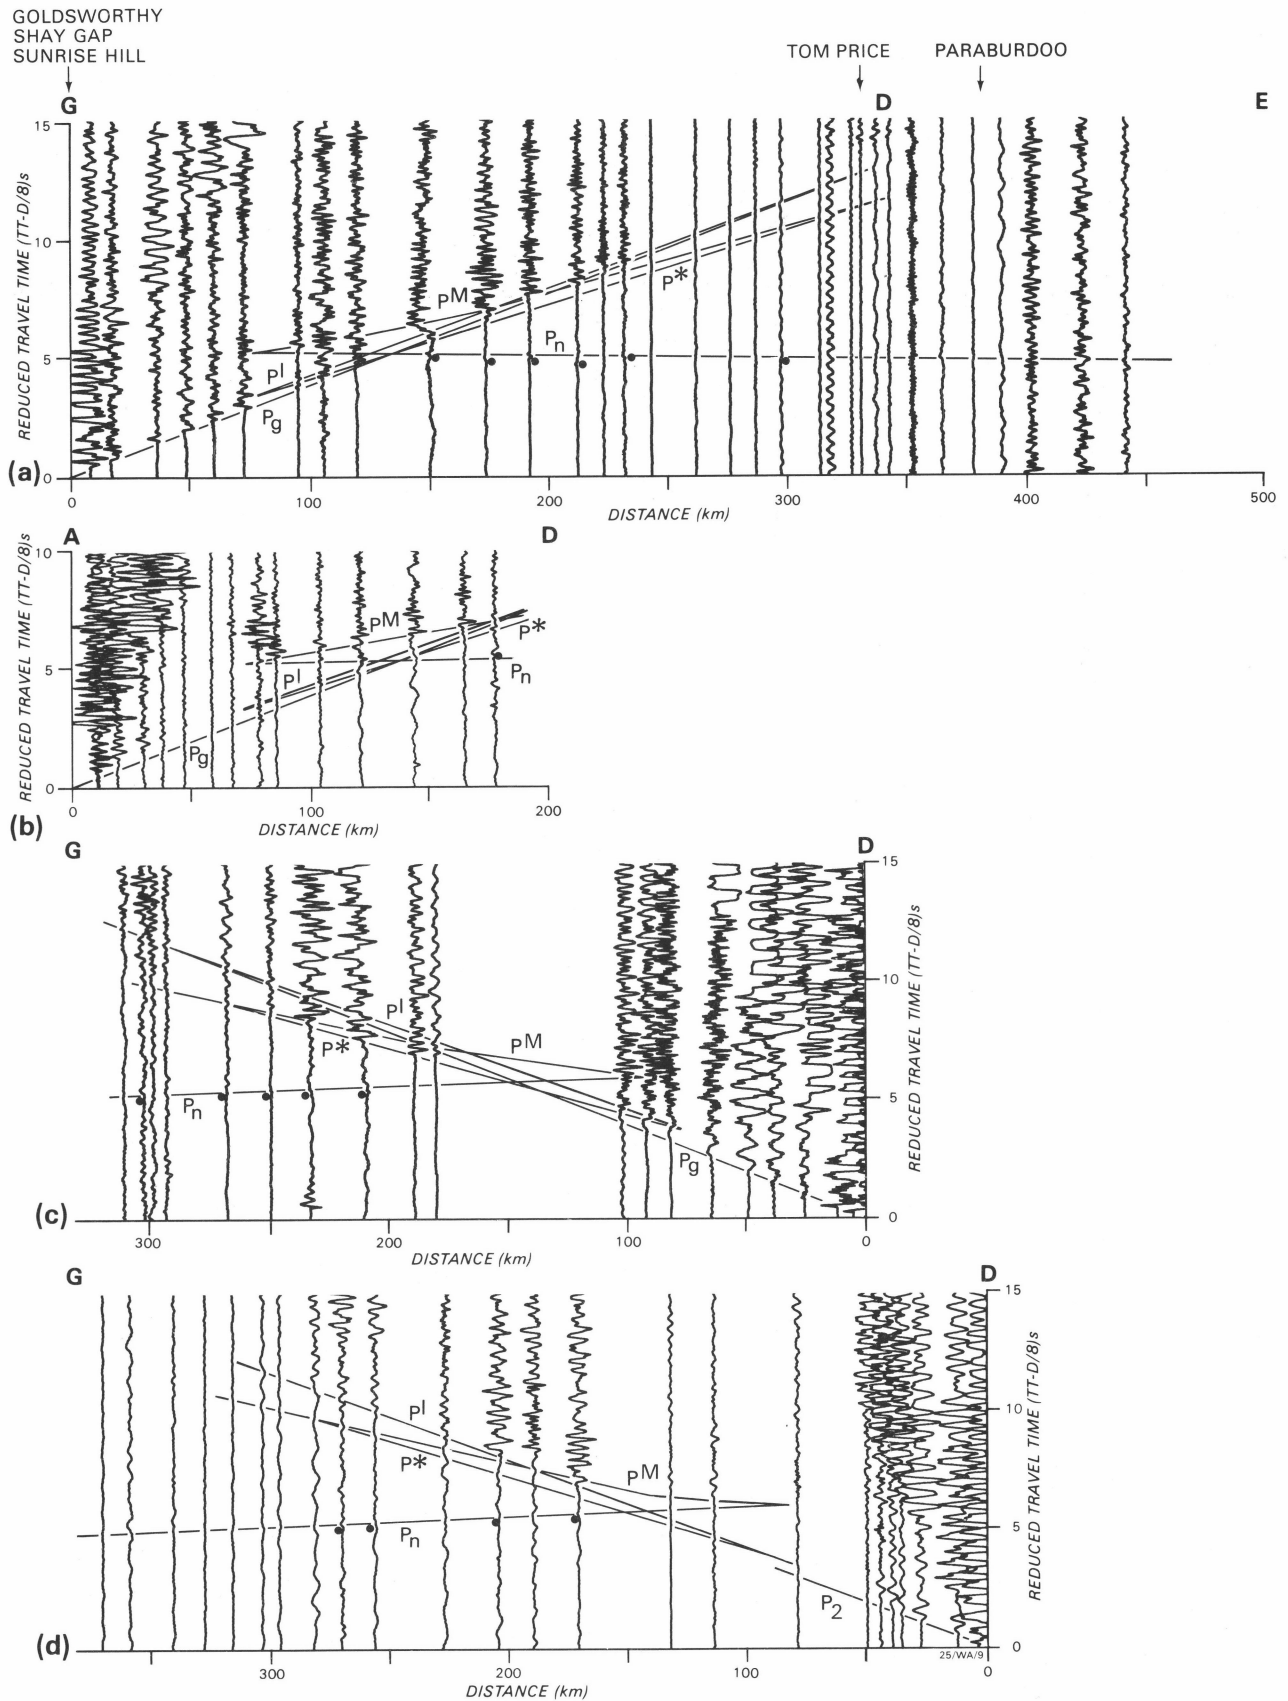 GOLDSWORTHY
SHAY GAP
SUNRISE HILL
TOM PRICE
PARABURDOO
G
D
E
15
10
5
0
REDUCED TRAVEL TIME (TT-D/8)s
PM
P*
Pn
PI
Pg
(a)
0
100
200
300
400
500
DISTANCE (km)
A
D
10
5
0
REDUCED TRAVEL TIME (TT-D/8)s
PM
P*
PI
Pn
Pg
0
100
200
DISTANCE (km)
(b)
G
D
15
10
5
0
REDUCED TRAVEL TIME (TT-D/8)s
PI
P*
PM
Pn
Pg
(c)
300
200
100
0
DISTANCE (km)
G
D
15
10
5
0
REDUCED TRAVEL TIME (TT-D/8)s
PI
P*
PM
Pn
P2
(d)
25/WA/9
300
200
100
0
DISTANCE (km)